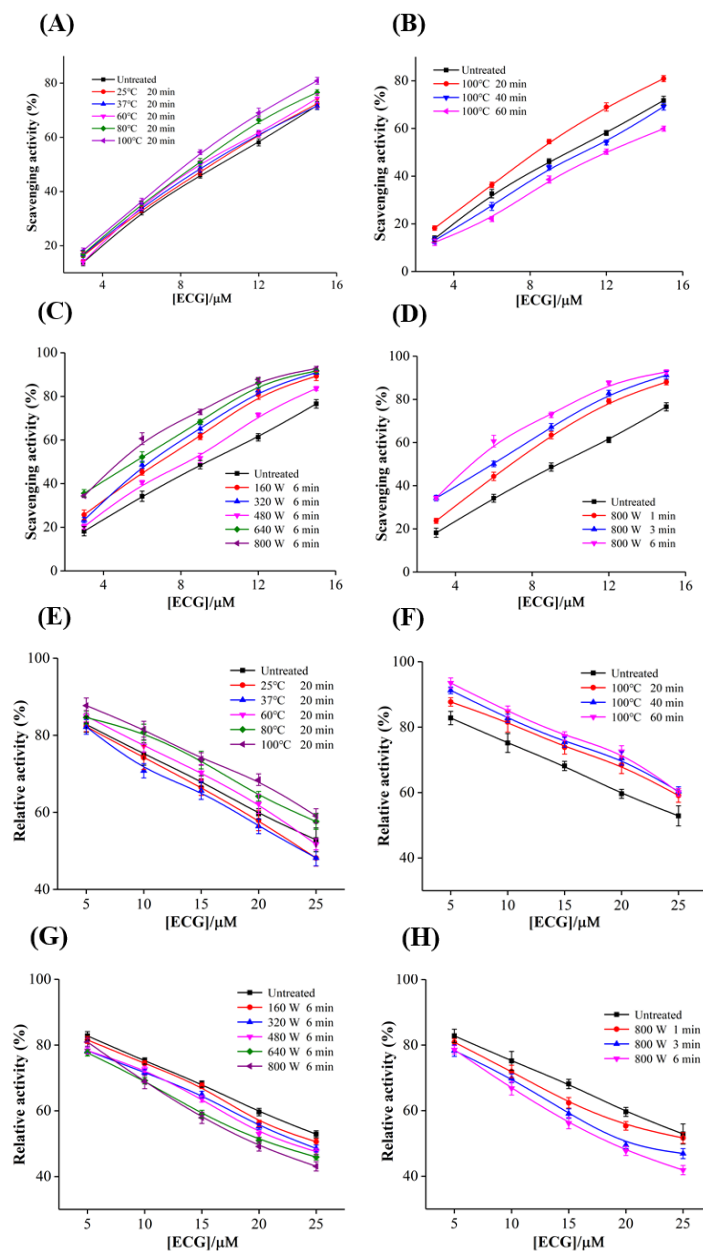 (A)
Scavenging activity (%)
80
60
40
20
4
8
12
16
[ECG]/μM
Untreated
25℃ 20 min
37℃ 20 min
60℃ 20 min
80℃ 20 min
100℃ 20 min
(B)
Scavenging activity (%)
100
80
60
40
20
0
4
8
12
16
[ECG]/μM
Untreated
100℃ 20 min
100℃ 40 min
100℃ 60 min
(C)
Scavenging activity (%)
100
80
60
40
20
0
4
8
12
16
[ECG]/μM
Untreated
160 W 6 min
320 W 6 min
480 W 6 min
640 W 6 min
800 W 6 min
(D)
Scavenging activity (%)
100
80
60
40
20
0
4
8
12
16
[ECG]/μM
Untreated
800 W 1 min
800 W 3 min
800 W 6 min
(E)
Relative activity (%)
100
80
60
40
5
10
15
20
25
[ECG]/μM
Untreated
25℃ 20 min
37℃ 20 min
60℃ 20 min
80℃ 20 min
100℃ 20 min
(F)
Relative activity (%)
100
80
60
40
5
10
15
20
25
[ECG]/μM
Untreated
100℃ 20 min
100℃ 40 min
100℃ 60 min
(G)
Relative activity (%)
100
80
60
40
5
10
15
20
25
[ECG]/μM
Untreated
160 W 6 min
320 W 6 min
480 W 6 min
640 W 6 min
800 W 6 min
(H)
Relative activity (%)
100
80
60
40
5
10
15
20
25
[ECG]/μM
Untreated
800 W 1 min
800 W 3 min
800 W 6 min